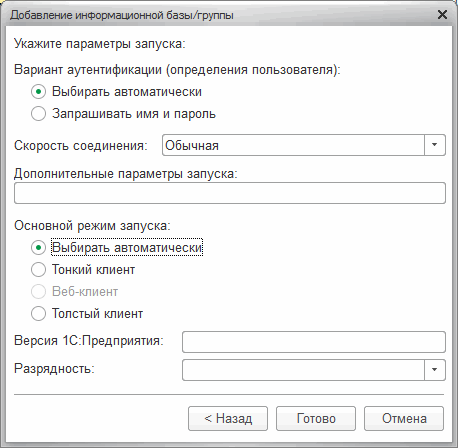 Добавление информационной базы/группы
Укажите параметры запуска:
Вариант аутентификации (определения пользователя):
Выбирать автоматически
Запрашивать имя и пароль
Скорость соединения: Обычная
Дополнительные параметры запуска:
Основной режим запуска:
Выбирать автоматически
Тонкий клиент
Веб-клиент
Толстый клиент
Версия 1С:Предприятия:
Разрядность:
< Назад Готово Отмена